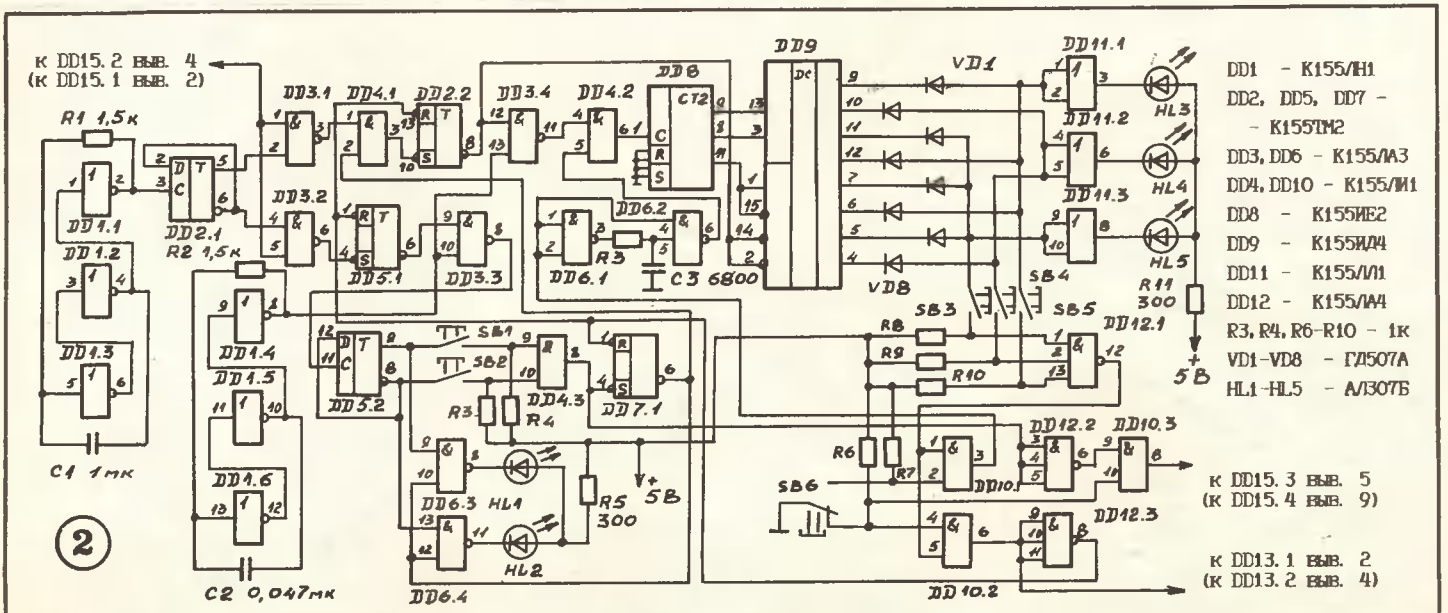 к DD15.2 выв. 4
(к DD15.1 выв. 2)
R1 1,5к
DD1.1
DD1.2
DD1.3
C1 1мк
DD2.1
R2 1,5к
DD1.4
DD1.5
DD1.6
C2 0,047мк
DD3.1
DD4.1
DD2.2
DD3.4
DD4.2
DD8
CT2
DD9
DC
VD1
DD11.1
HL3
DD11.2
HL4
DD11.3
HL5
R11
300
+
5В
DD3.2
DD5.1
DD3.3
DD6.1
R3
DD6.2
C3 6800
VD8
SB3
SB4
SB5
DD5.2
SB1
SB2
R3
R4
DD4.3
DD7.1
R8
R9
R10
DD12.1
DD6.3
HL1
HL2
DD6.4
R5
300
+
5В
R6
R7
SB6
DD12.2
DD10.3
DD12.3
DD10.2
к DD15.3 выв. 5
(к DD15.4 выв. 9)
к DD13.1 выв. 2
(к DD13.2 выв. 4)
2
DD1 - К155ЛН1
DD2, DD5, DD7 -
- К155ТМ2
DD3, DD6 - К155ЛА3
DD4, DD10 - К155ЛИ1
DD8 - К155ИЕ2
DD9 - К155ИД4
DD11 - К155ЛЛ1
DD12 - К155ЛА4
R3, R4, R6-R10 - 1к
VD1-VD8 - ГД507А
HL1-HL5 - АЛ307Б